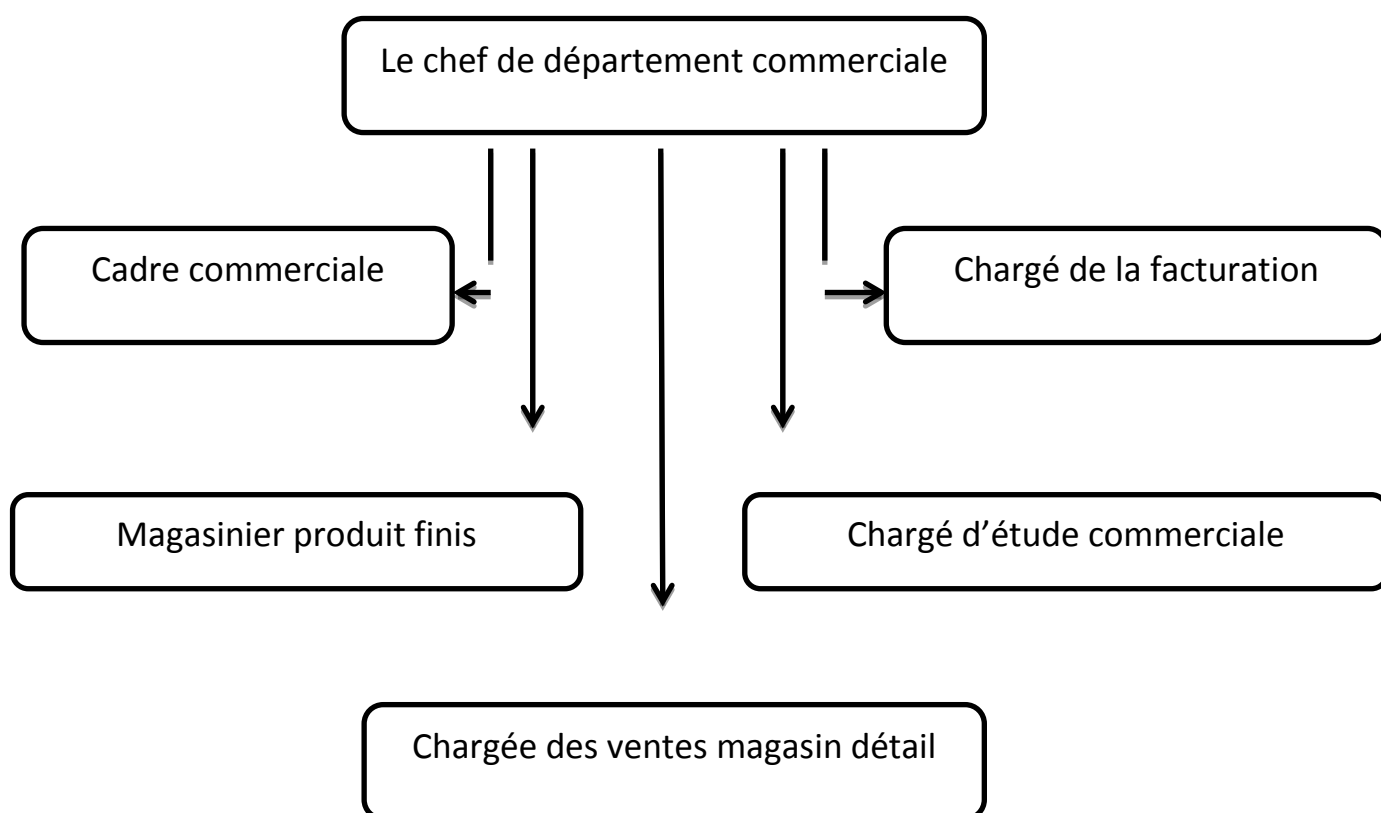 Le chef de département commerciale
Cadre commerciale
Chargé de la facturation
Magasinier produit finis
Chargé d’étude commerciale
Chargée des ventes magasin détail